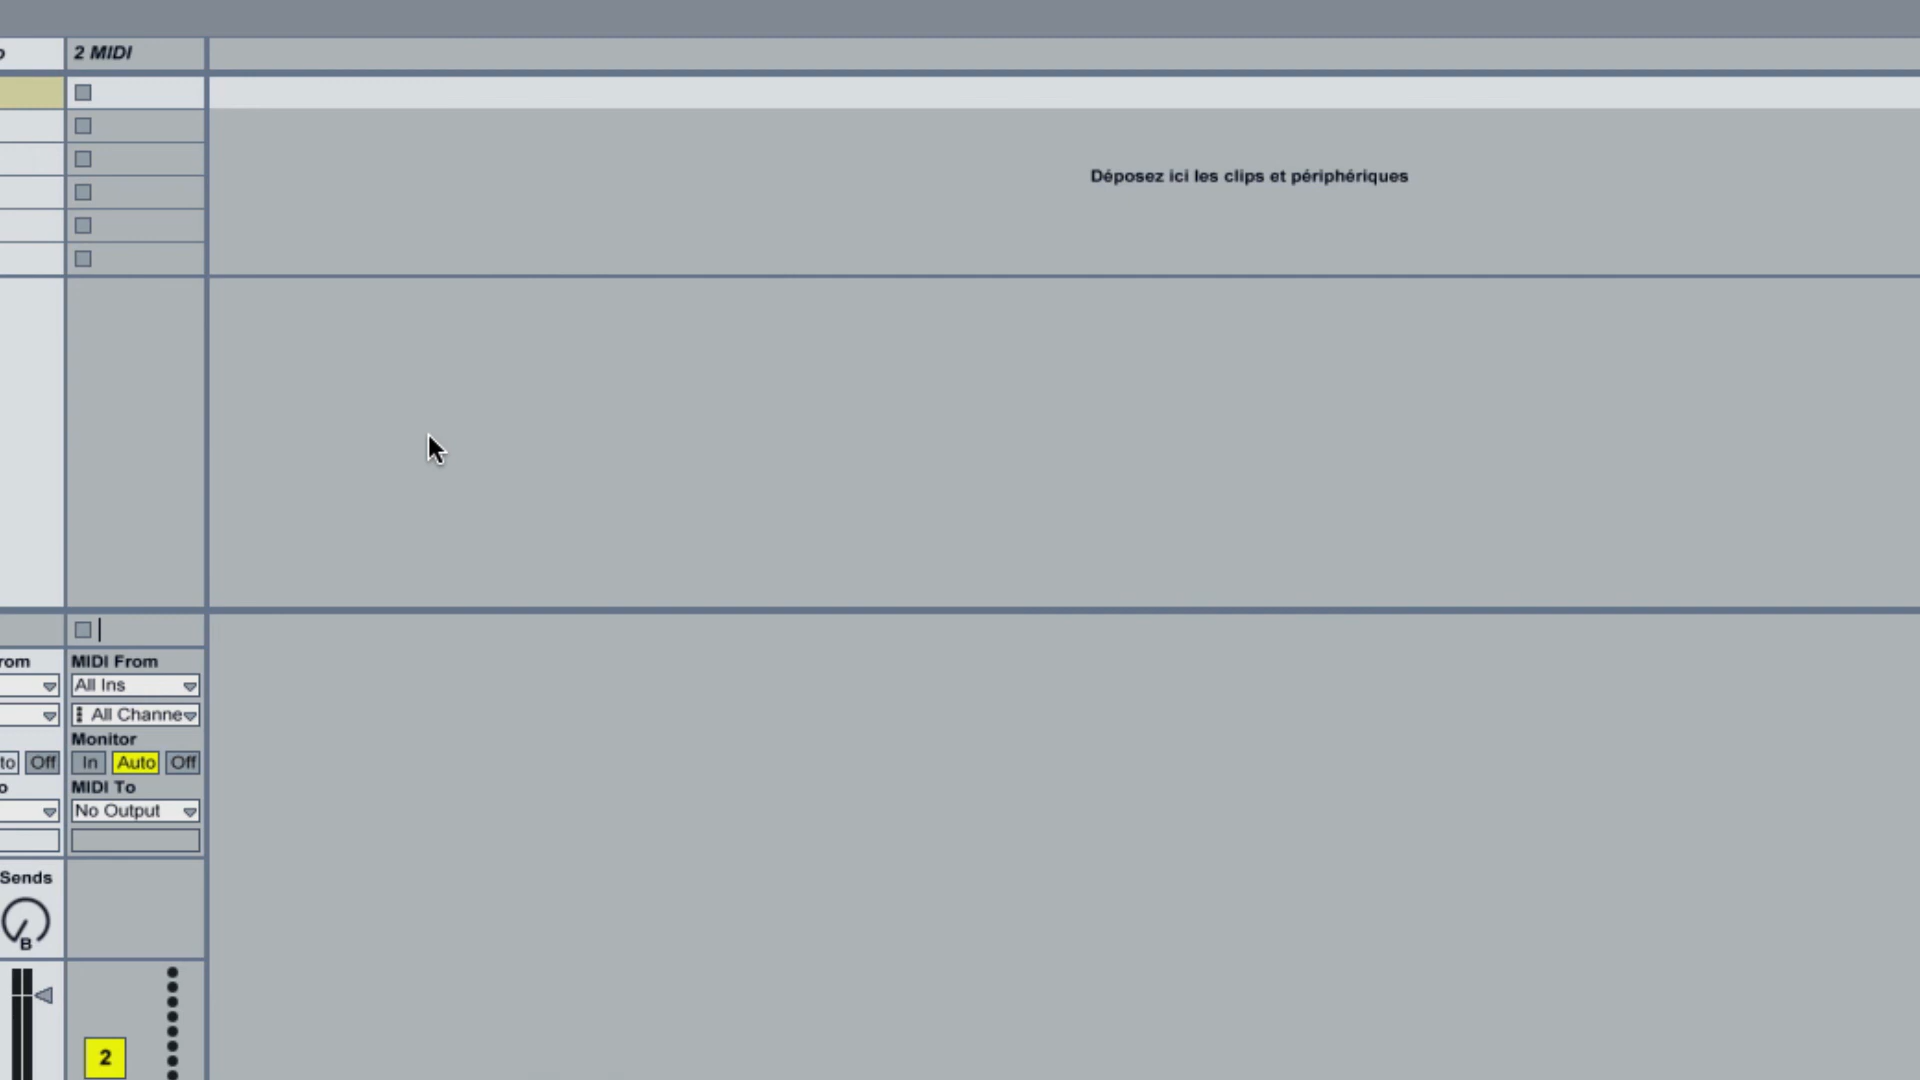 2 MIDI
Déposez ici les clips et périphériques
rom
MIDI From
All Ins
All Channe
Monitor
to Off
In Auto Off
MIDI To
No Output
Sends
B
2